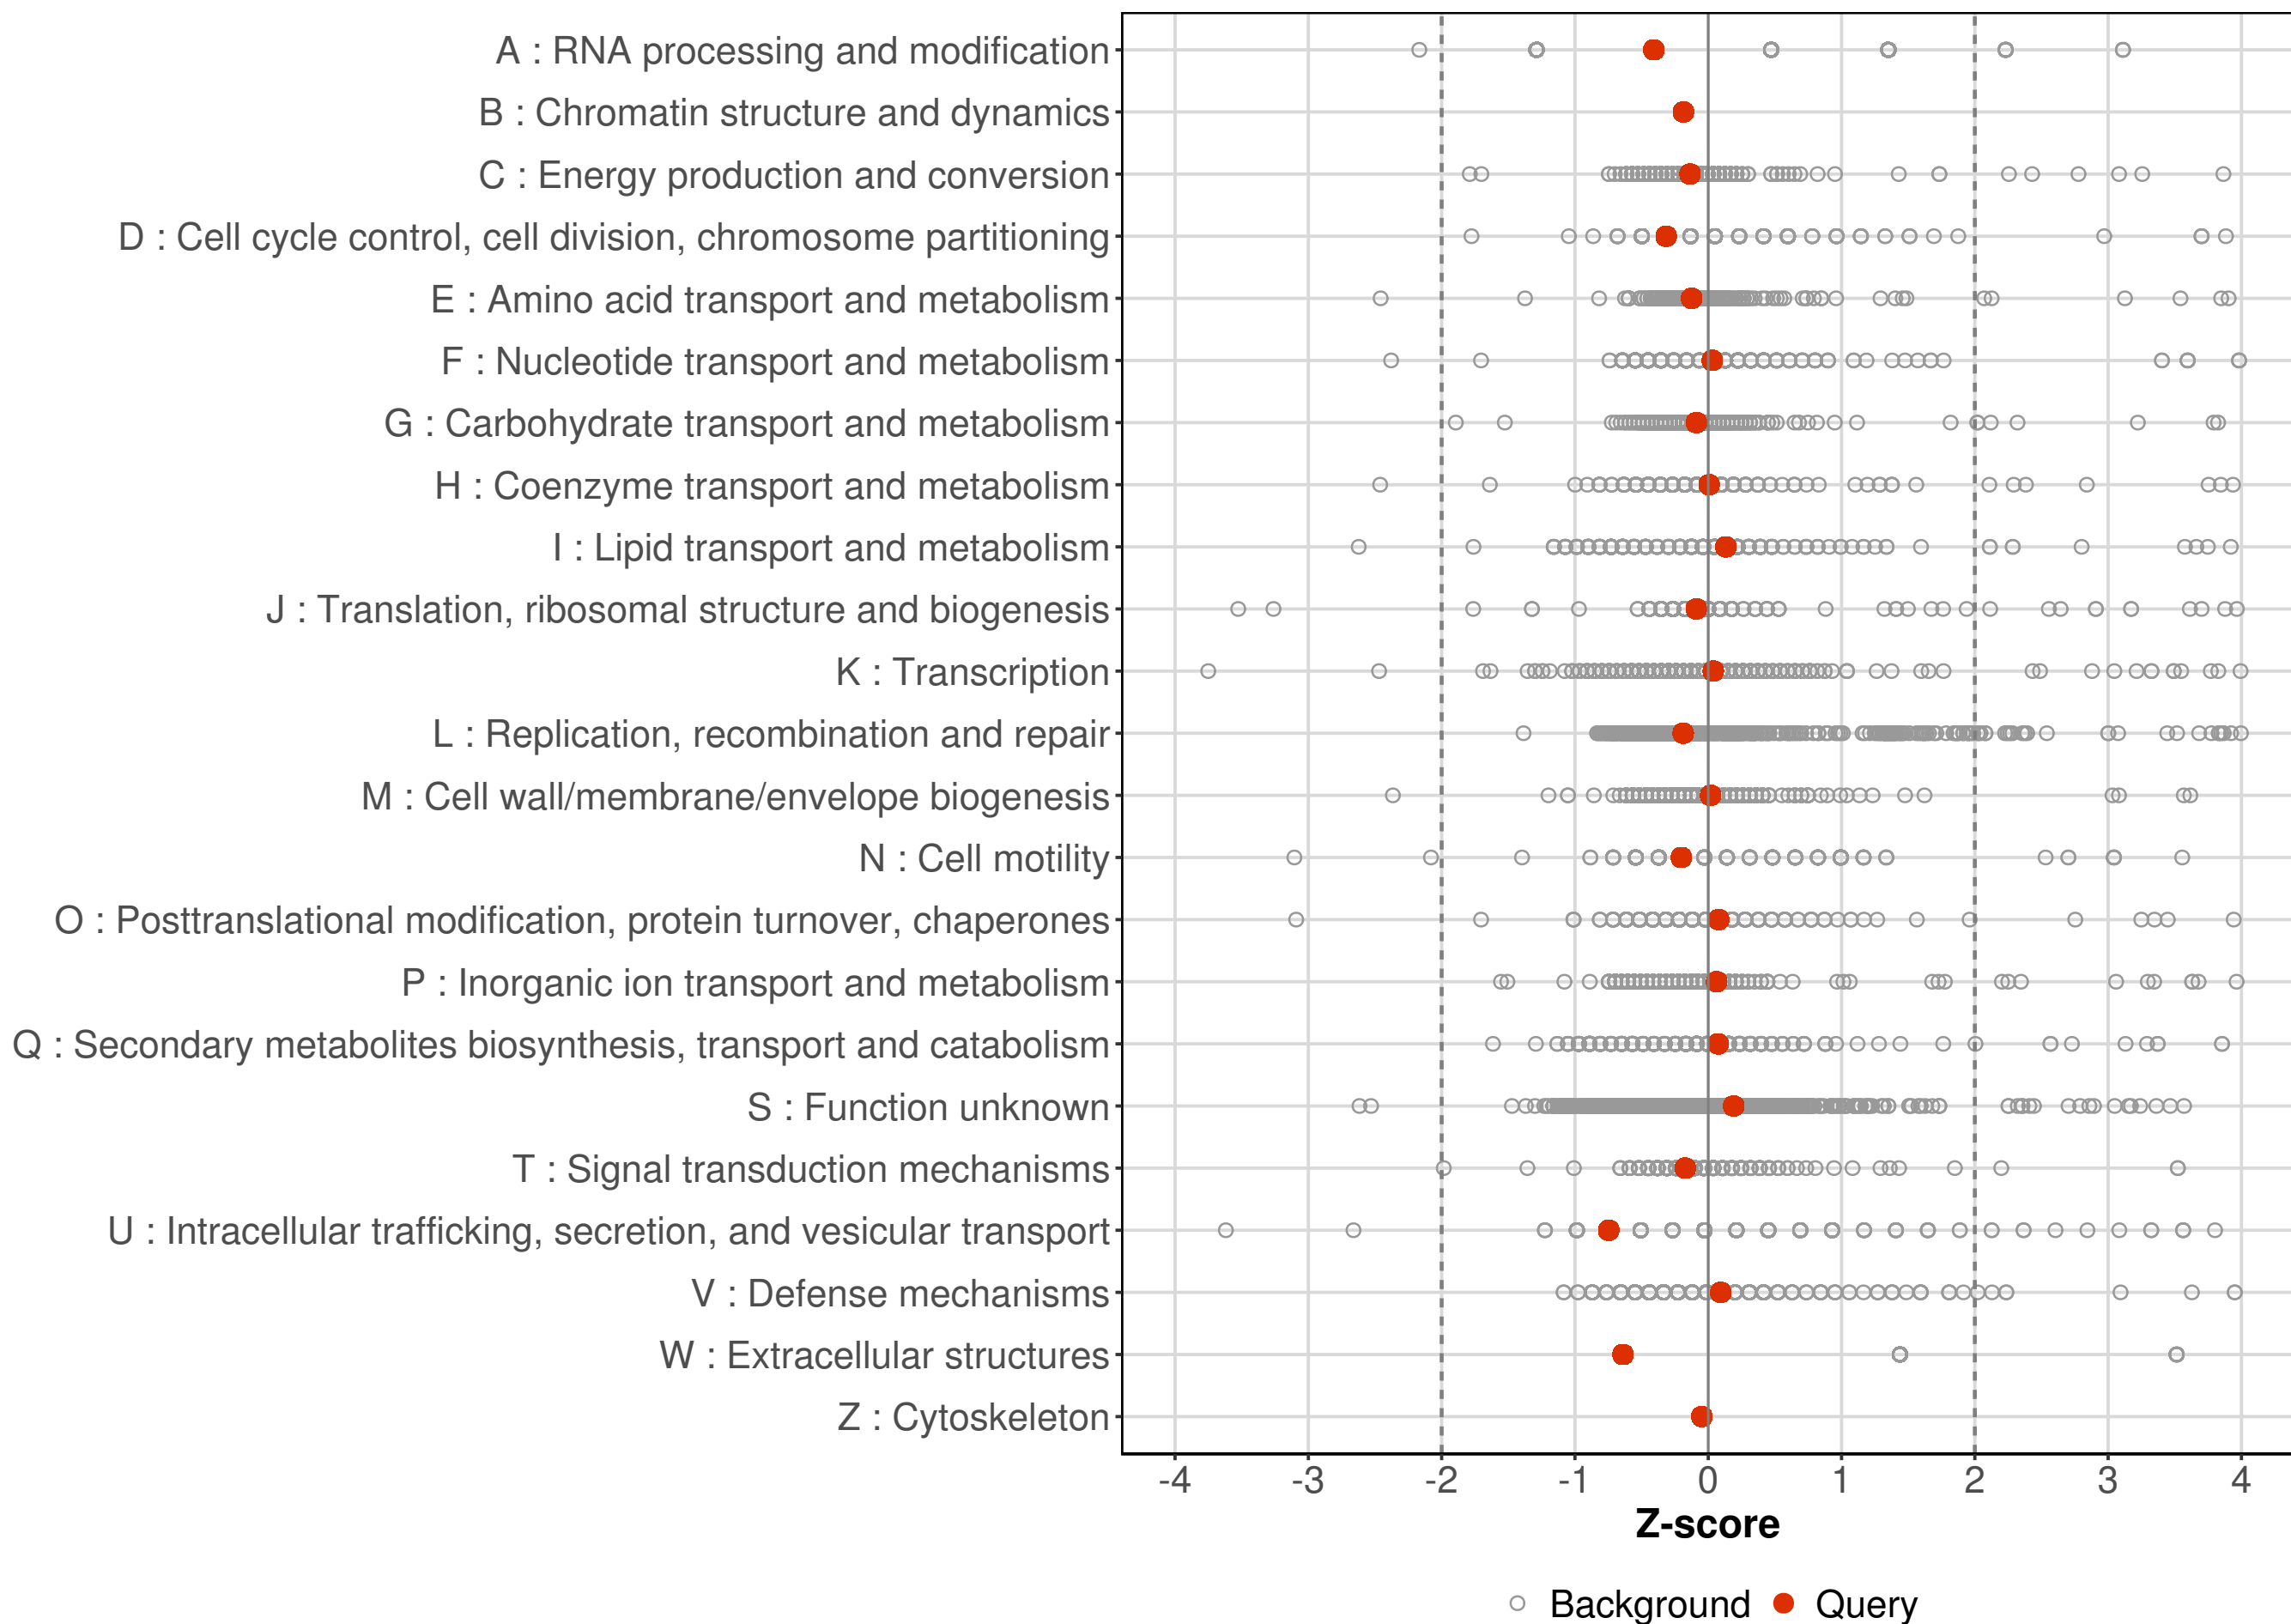 A : RNA processing and modification
B : Chromatin structure and dynamics
C : Energy production and conversion
D : Cell cycle control, cell division, chromosome partitioning
E : Amino acid transport and metabolism
F : Nucleotide transport and metabolism
G : Carbohydrate transport and metabolism
H : Coenzyme transport and metabolism
I : Lipid transport and metabolism
J : Translation, ribosomal structure and biogenesis
K : Transcription
L : Replication, recombination and repair
M : Cell wall/membrane/envelope biogenesis
N : Cell motility
O : Posttranslational modification, protein turnover, chaperones
P : Inorganic ion transport and metabolism
Q : Secondary metabolites biosynthesis, transport and catabolism
S : Function unknown
T : Signal transduction mechanisms
U : Intracellular trafficking, secretion, and vesicular transport
V : Defense mechanisms
W : Extracellular structures
Z : Cytoskeleton
-4 -3 -2 -1 0 1 2 3 4
Z-score
Background Query